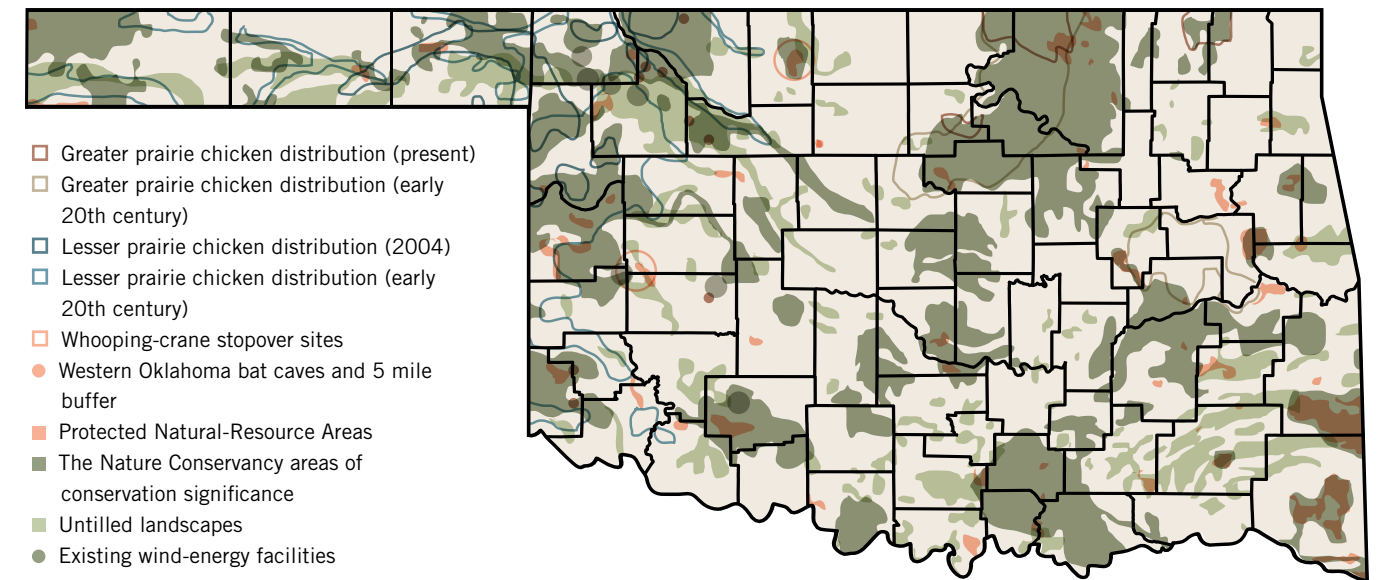 Greater prairie chicken distribution (present)
Greater prairie chicken distribution (early
20th century)
Lesser prairie chicken distribution (2004)
Lesser prairie chicken distribution (early
20th century)
Whooping-crane stopover sites
Western Oklahoma bat caves and 5 mile
buffer
Protected Natural-Resource Areas
The Nature Conservancy areas of
conservation significance
Untilled landscapes
Existing wind-energy facilities